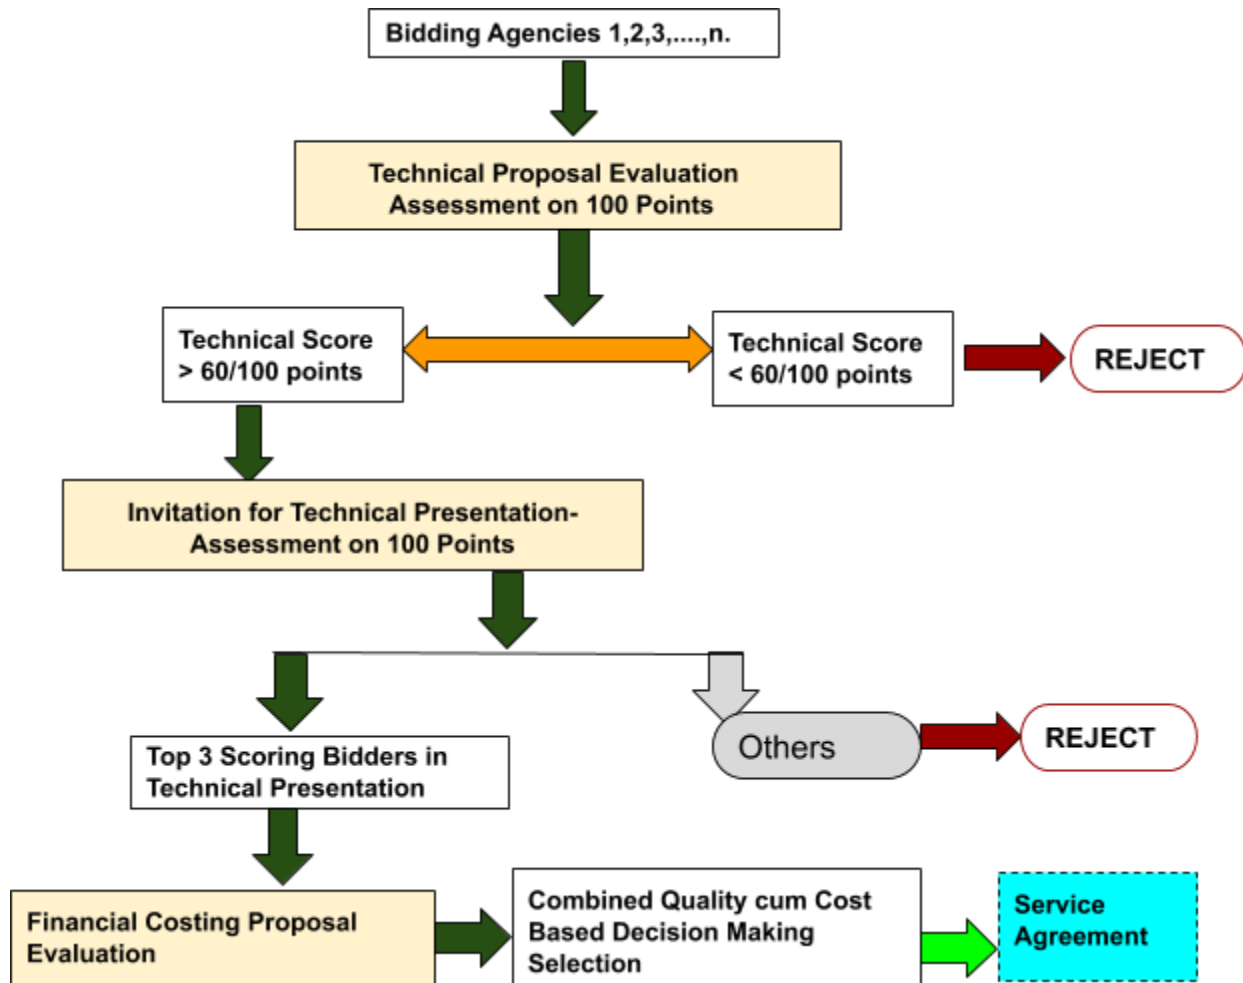 Bidding Agencies 1,2,3,....,n.
Technical Proposal Evaluation
Assessment on 100 Points
Technical Score
> 60/100 points
Technical Score
< 60/100 points
REJECT
Invitation for Technical Presentation-
Assessment on 100 Points
Top 3 Scoring Bidders in
Technical Presentation
Others
REJECT
Financial Costing Proposal
Evaluation
Combined Quality cum Cost
Based Decision Making
Selection
Service
Agreement